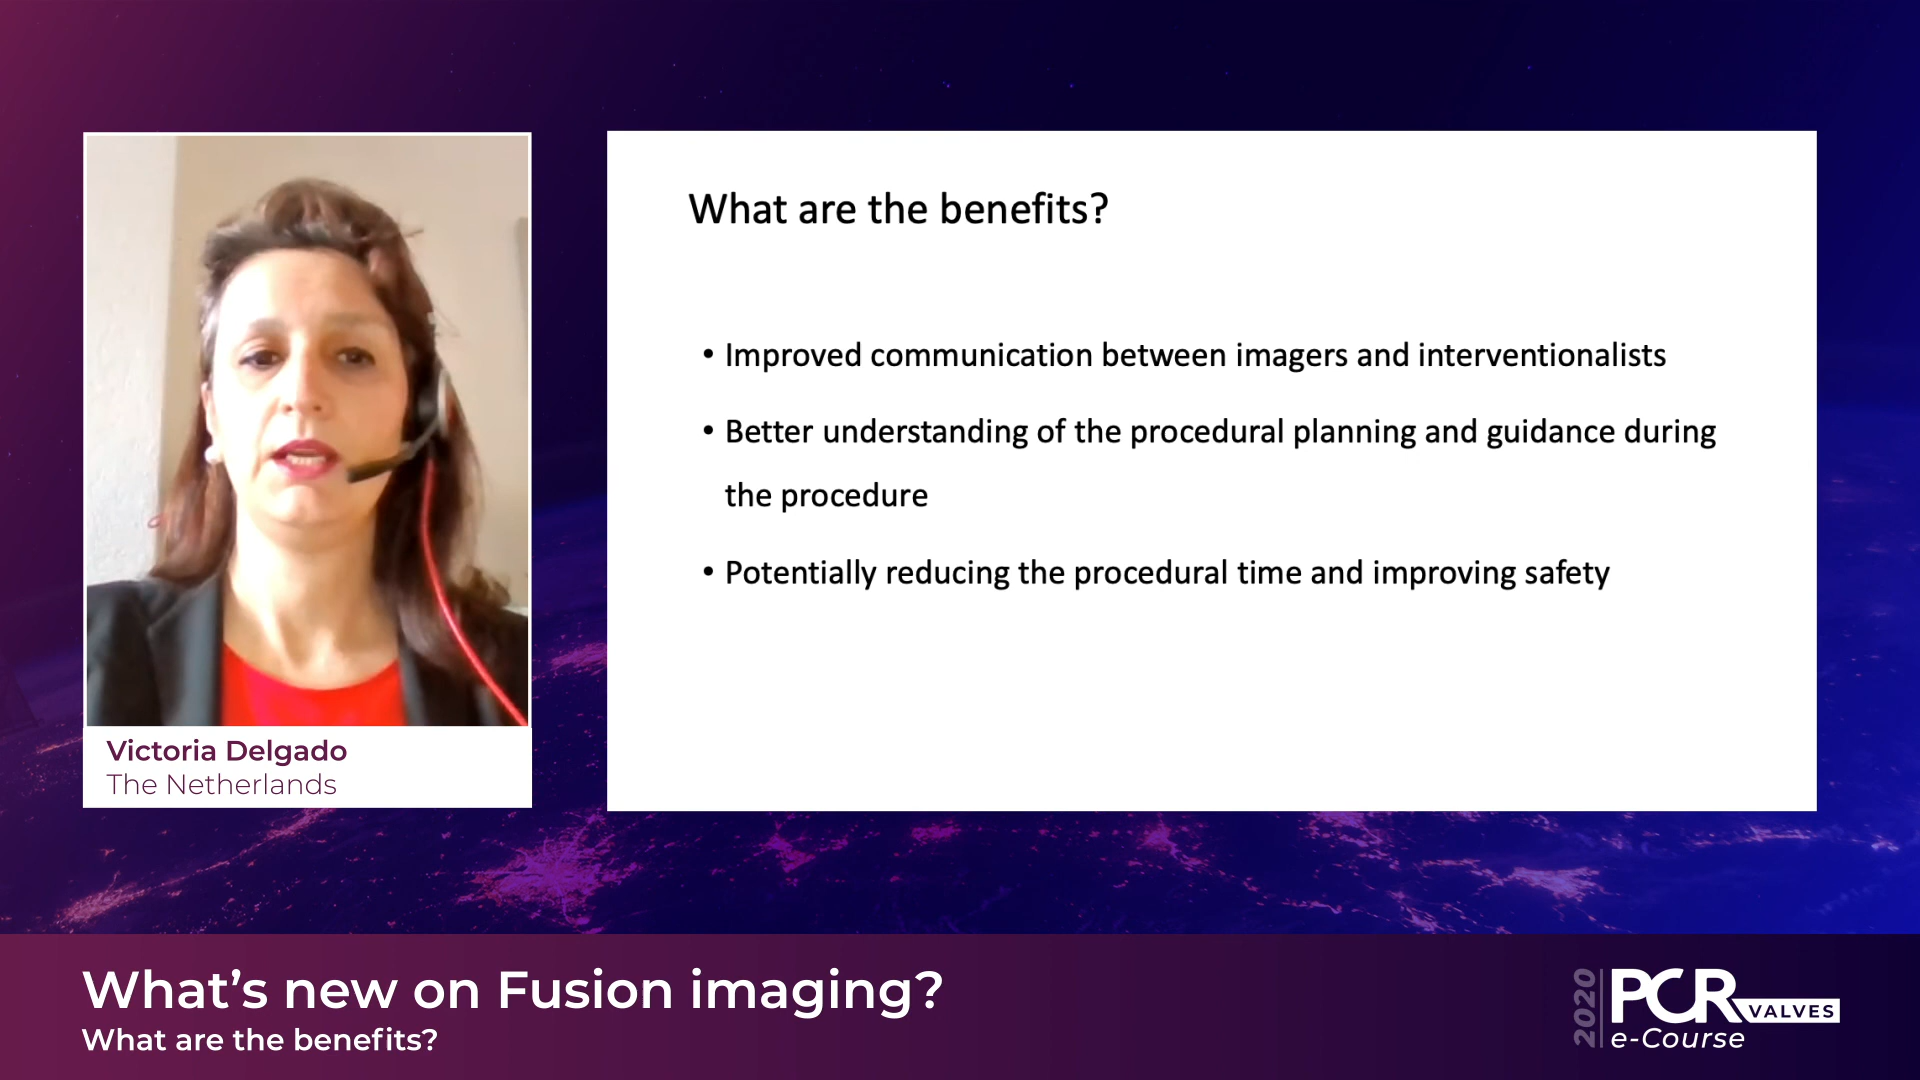 What are the benefits?
• Improved communication between imagers and interventionalists
• Better understanding of the procedural planning and guidance during
the procedure
• Potentially reducing the procedural time and improving safety
Victoria Delgado
The Netherlands
What's new on Fusion imaging?
What are the benefits?
2020
PCR
VALVES
e-Course